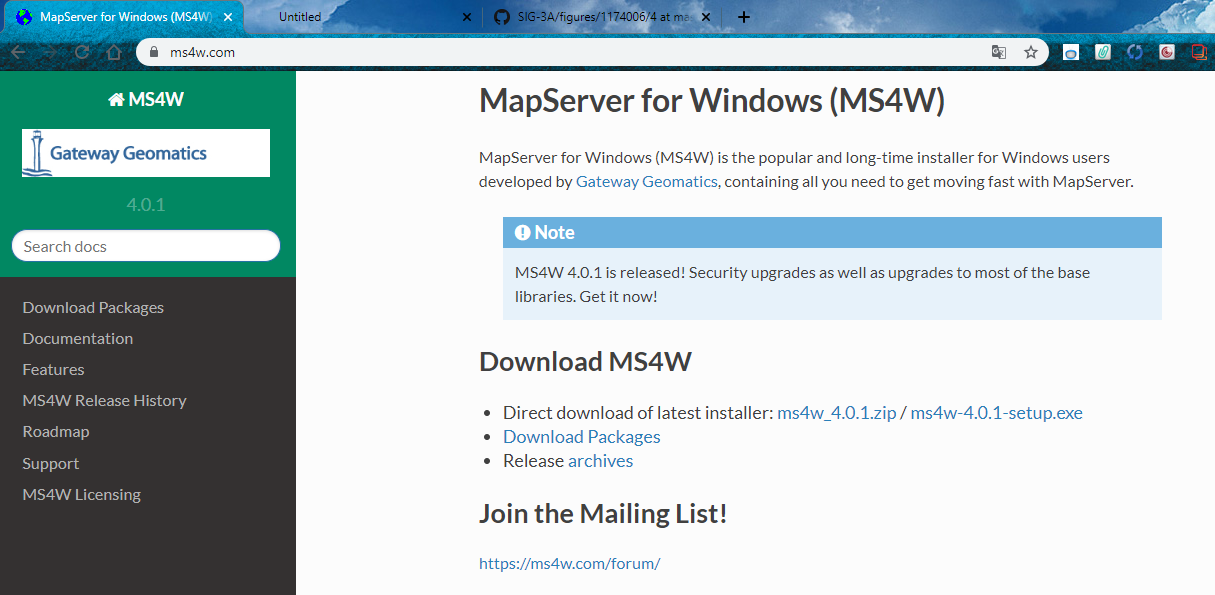 MapServer for Windows (MS4W)
Untitled
SIG-3A/figures/1174006/4 at ma
ms4w.com
MS4W
Gateway Geomatics
4.0.1
Search docs
Download Packages
Documentation
Features
MS4W Release History
Roadmap
Support
MS4W Licensing
MapServer for Windows (MS4W)
MapServer for Windows (MS4W) is the popular and long-time installer for Windows users
developed by Gateway Geomatics, containing all you need to get moving fast with MapServer.
Note
MS4W 4.0.1 is released! Security upgrades as well as upgrades to most of the base
libraries. Get it now!
Download MS4W
• Direct download of latest installer: ms4w_4.0.1.zip / ms4w-4.0.1-setup.exe
• Download Packages
• Release archives
Join the Mailing List!
https://ms4w.com/forum/